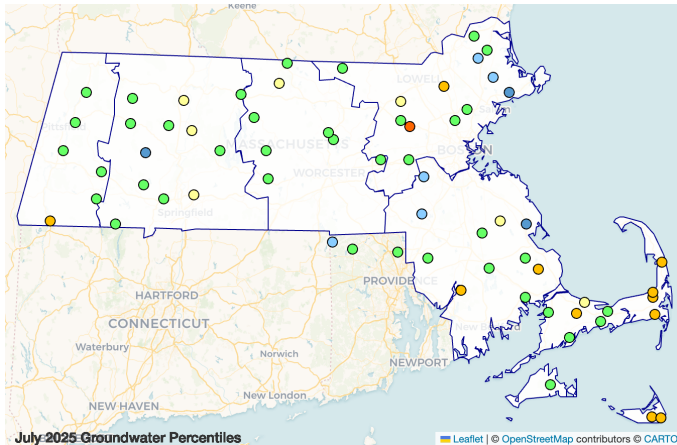 Keene
LOWELL
Pittsfield
MASSACHUSETTS
BOSTON
WORCESTER
Springfield
HARTFORD
PROVIDENCE
CONNECTICUT
Waterbury
Norwich
NEWPORT
New London
NEW HAVEN
July 2025 Groundwater Percentiles
Leaflet | © OpenStreetMap contributors © CARTO